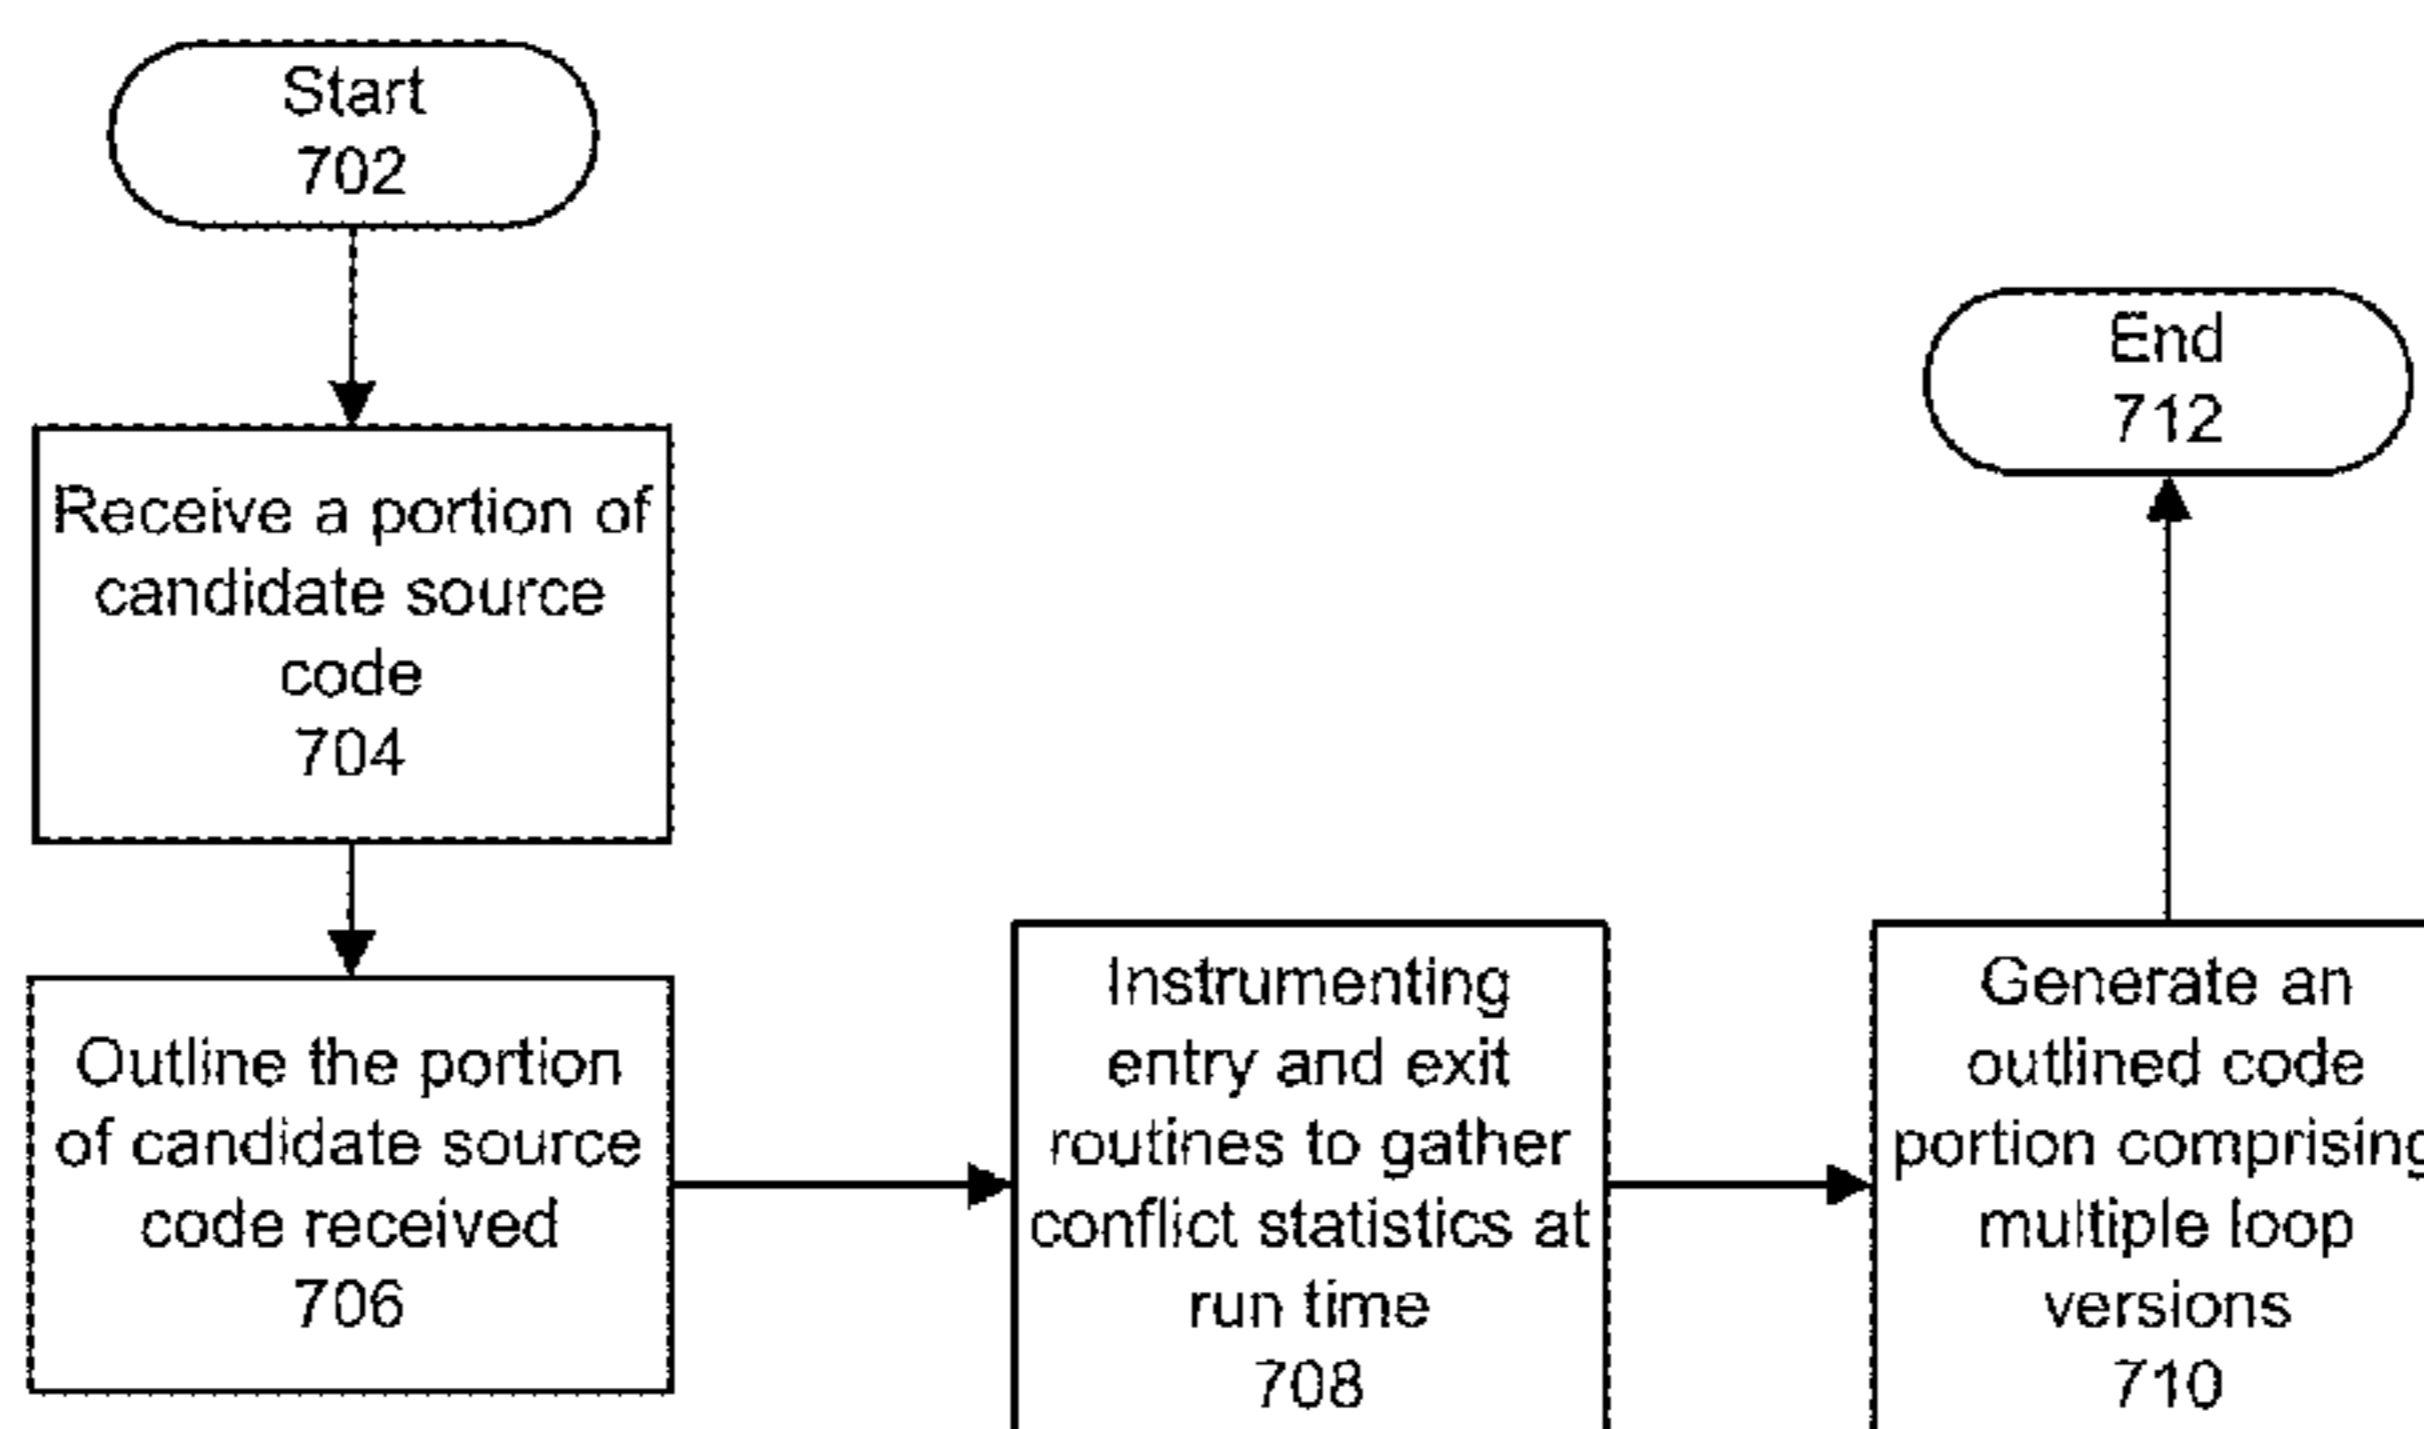 Start
702
Receive a portion of
candidate source
code
704
Outline the portion
of candidate source
code received
706
Instrumenting
entry and exit
routines to gather
conflict statistics at
run time
708
Generate an
outlined code
portion comprising
multiple loop
versions
710
End
712